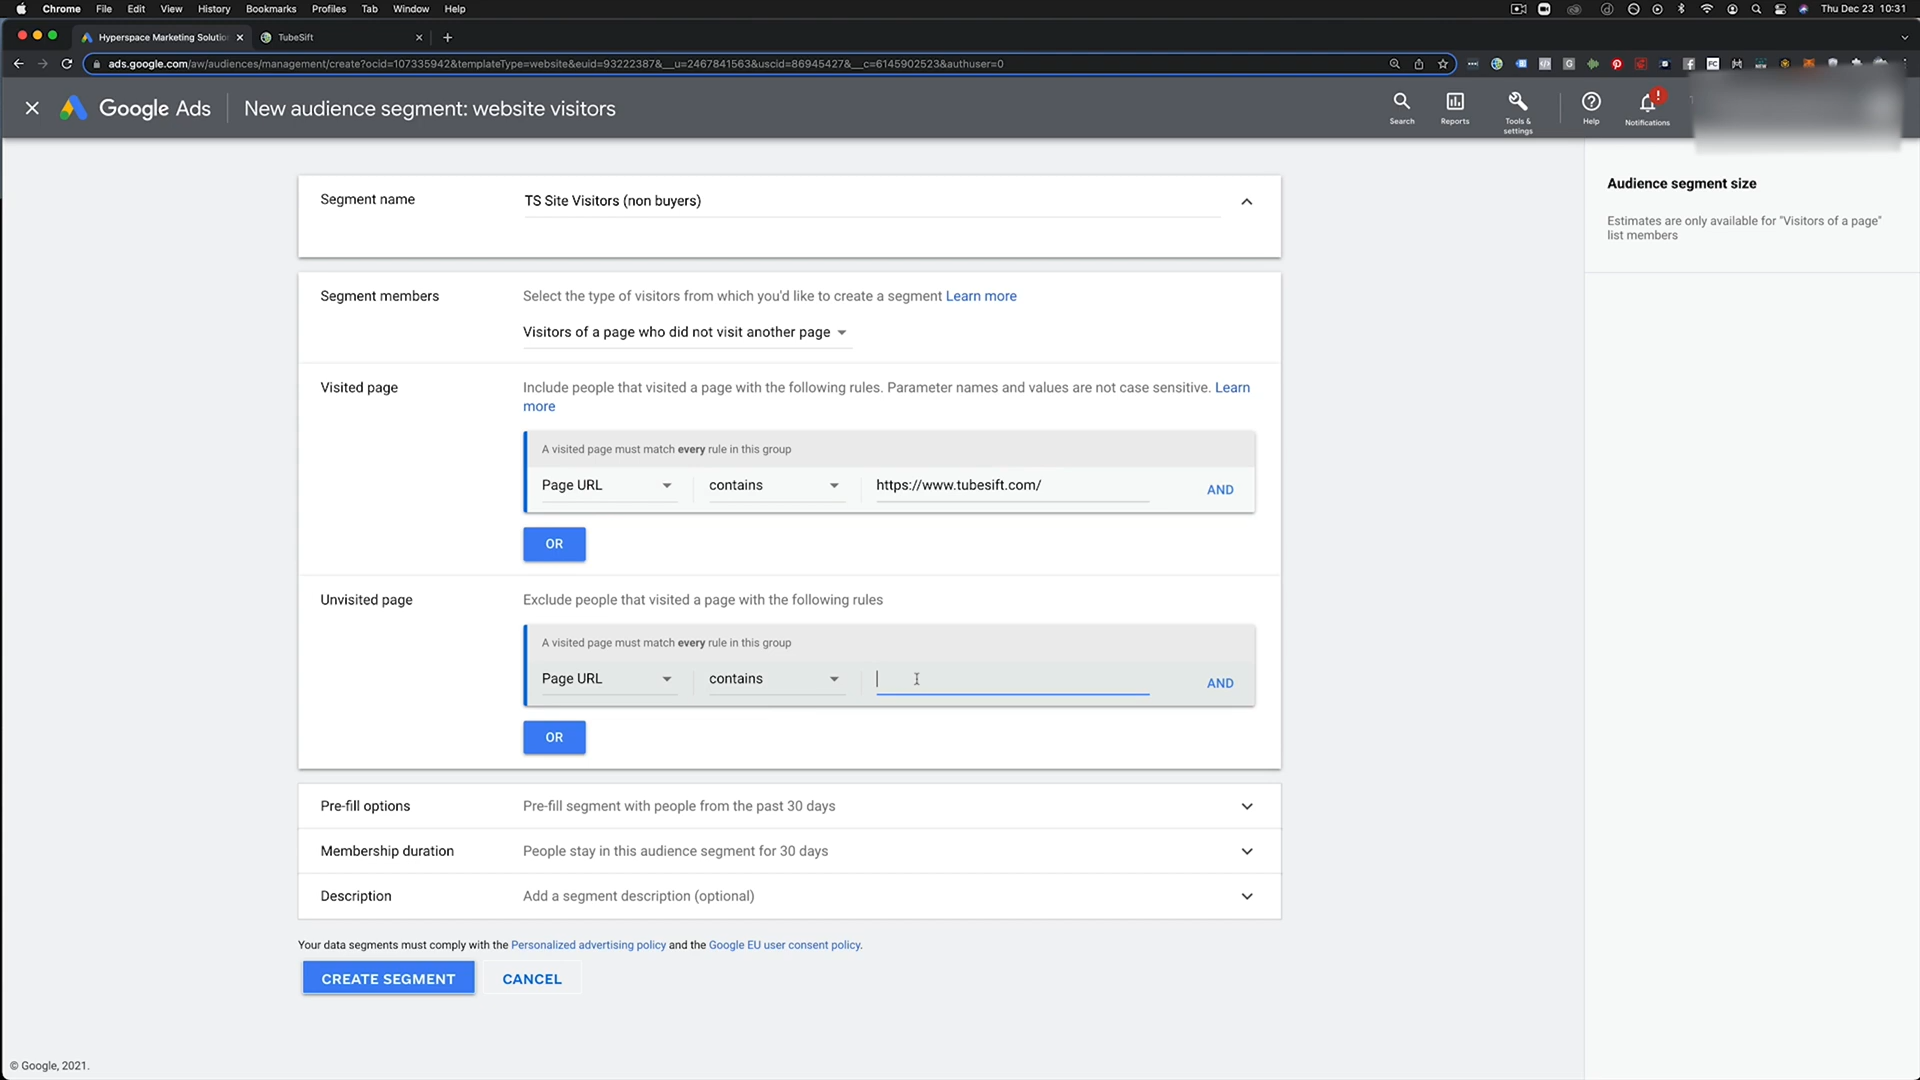 Chrome File Edit View History Bookmarks Profiles Tab Window Help Thu Dec 23 10:31
Hyperspace Marketing Solutio TubeSift
ads.google.com/aw/audiences/management/create?ocid=107335942&templateType=website&euid=93222387&__u=2467841563&uscid=86945427&__c=6145902523&authuser=0
Google Ads New audience segment: website visitors
Search Reports Tools & settings Help Notifications
Segment name TS Site Visitors (non buyers)
Audience segment size
Estimates are only available for "Visitors of a page"
list members
Segment members Select the type of visitors from which you'd like to create a segment Learn more
Visitors of a page who did not visit another page
Visited page Include people that visited a page with the following rules. Parameter names and values are not case sensitive. Learn
more
A visited page must match every rule in this group
Page URL contains https://www.tubesift.com/ AND
OR
Unvisited page Exclude people that visited a page with the following rules
A visited page must match every rule in this group
Page URL contains AND
OR
Pre-fill options Pre-fill segment with people from the past 30 days
Membership duration People stay in this audience segment for 30 days
Description Add a segment description (optional)
Your data segments must comply with the Personalized advertising policy and the Google EU user consent policy.
CREATE SEGMENT CANCEL
© Google, 2021.